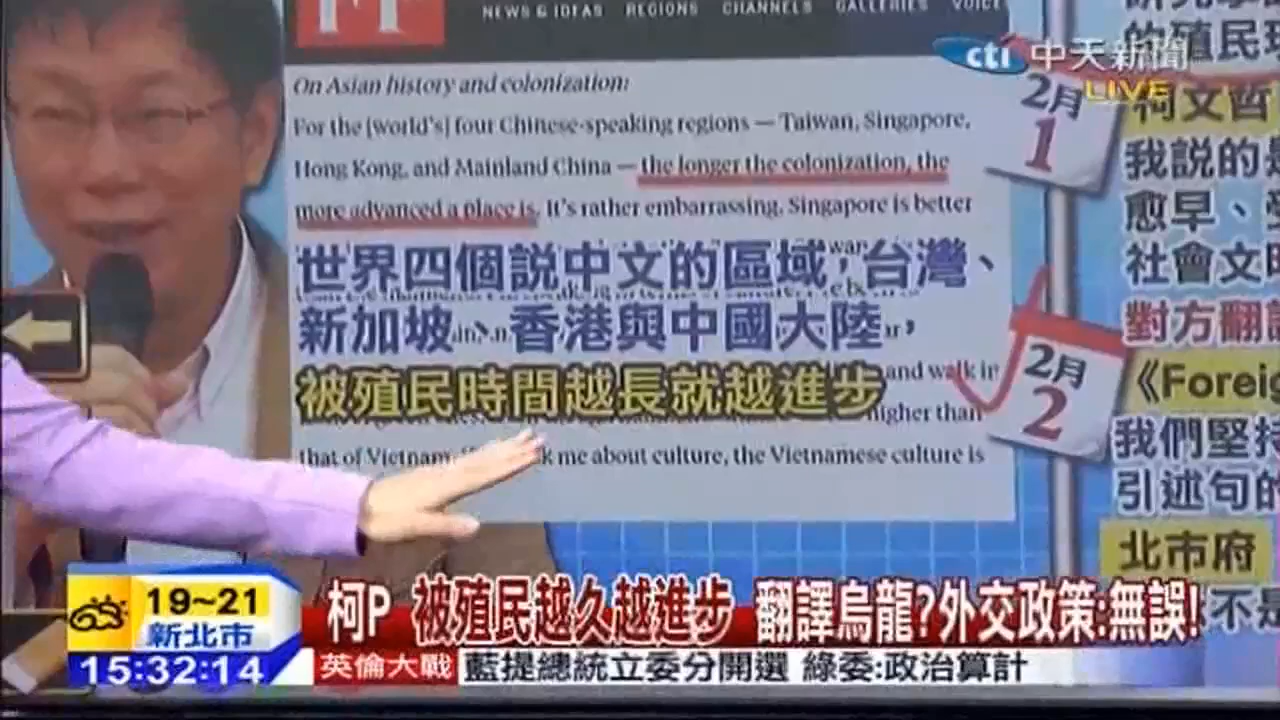 FP
NEWS & IDEAS REGIONS CHANNELS GALLERIES VOICE
cti 中天新聞
LIVE
On Asian history and colonization:
For the [world's] four Chinese-speaking regions — Taiwan, Singapore,
Hong Kong, and Mainland China — the longer the colonization, the
more advanced a place is. It's rather embarrassing. Singapore is better
世界四個說中文的區域，台灣、
新加坡、香港與中國大陸，
被殖民時間越長就越進步
and walk in
higher than
that of Vietnam. me about culture, the Vietnamese culture is
的殖民
2月
1
柯文哲
我說的是
愈早、
社會文明
對方翻譯
2月
2
《Foreig
我們堅持
引述句的
北市府
不是
19~21
新北市
15:32:14
柯P 被殖民越久越進步 翻譯烏龍?外交政策:無誤!
英倫大戰 藍提總統立委分開選 綠委:政治算計